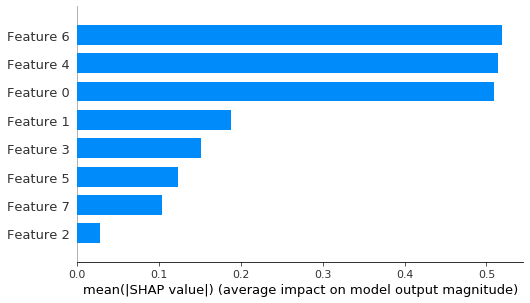 Feature 6
Feature 4
Feature 0
Feature 1
Feature 3
Feature 5
Feature 7
Feature 2
0.0 0.1 0.2 0.3 0.4 0.5
mean(|SHAP value|) (average impact on model output magnitude)